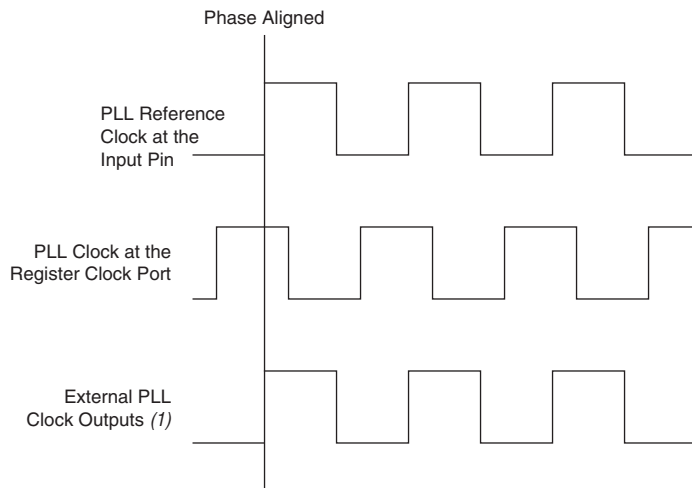 Phase Aligned
PLL Reference
Clock at the
Input Pin
PLL Clock at the
Register Clock Port
External PLL
Clock Outputs (1)